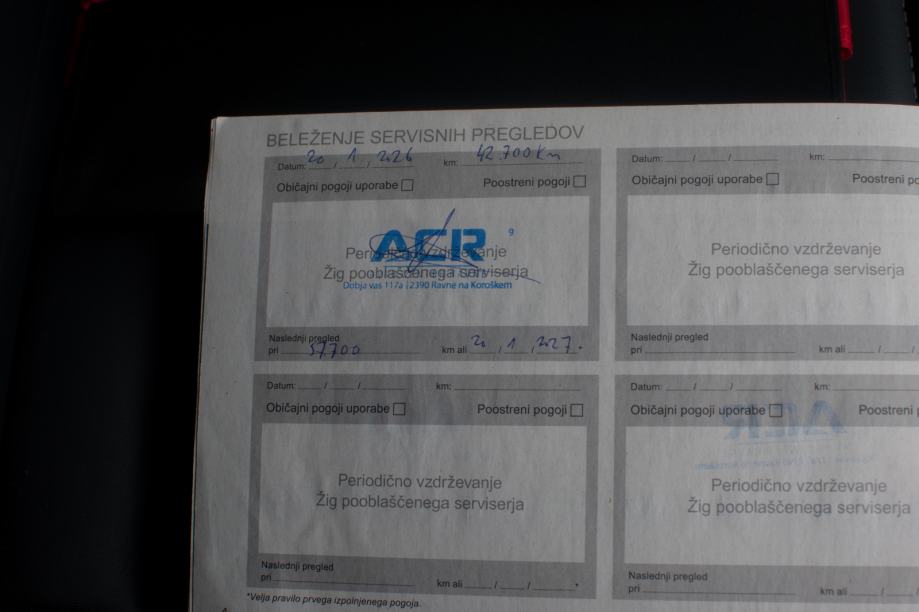 BELEŽENJE SERVISNIH PREGLEDOV
Datum: 20 / 1 / 2026 km: 42.700 km
Običajni pogoji uporabe Poostreni pogoji
ACR 9
Periodično vzdrževanje
Žig pooblaščenega serviserja
Dobja vas 117a | 2390 Ravne na Koroškem
Naslednji pregled
pri 57.700 km ali 20 / 1 / 2027.
Datum: / / km:
Običajni pogoji uporabe Poostreni
Periodično vzdrževanje
Žig pooblaščenega serviserja
Naslednji pregled
pri km ali / /
Datum: / / km:
Običajni pogoji uporabe Poostreni pogoji
Periodično vzdrževanje
Žig pooblaščenega serviserja
Naslednji pregled
pri km ali / / *
Datum: / / km:
Običajni pogoji uporabe Poostreni
Periodično vzdrževanje
Žig pooblaščenega serviserja
Naslednji pregled
pri km ali / /
*Velja pravilo prvega izpolnjenega pogoja.